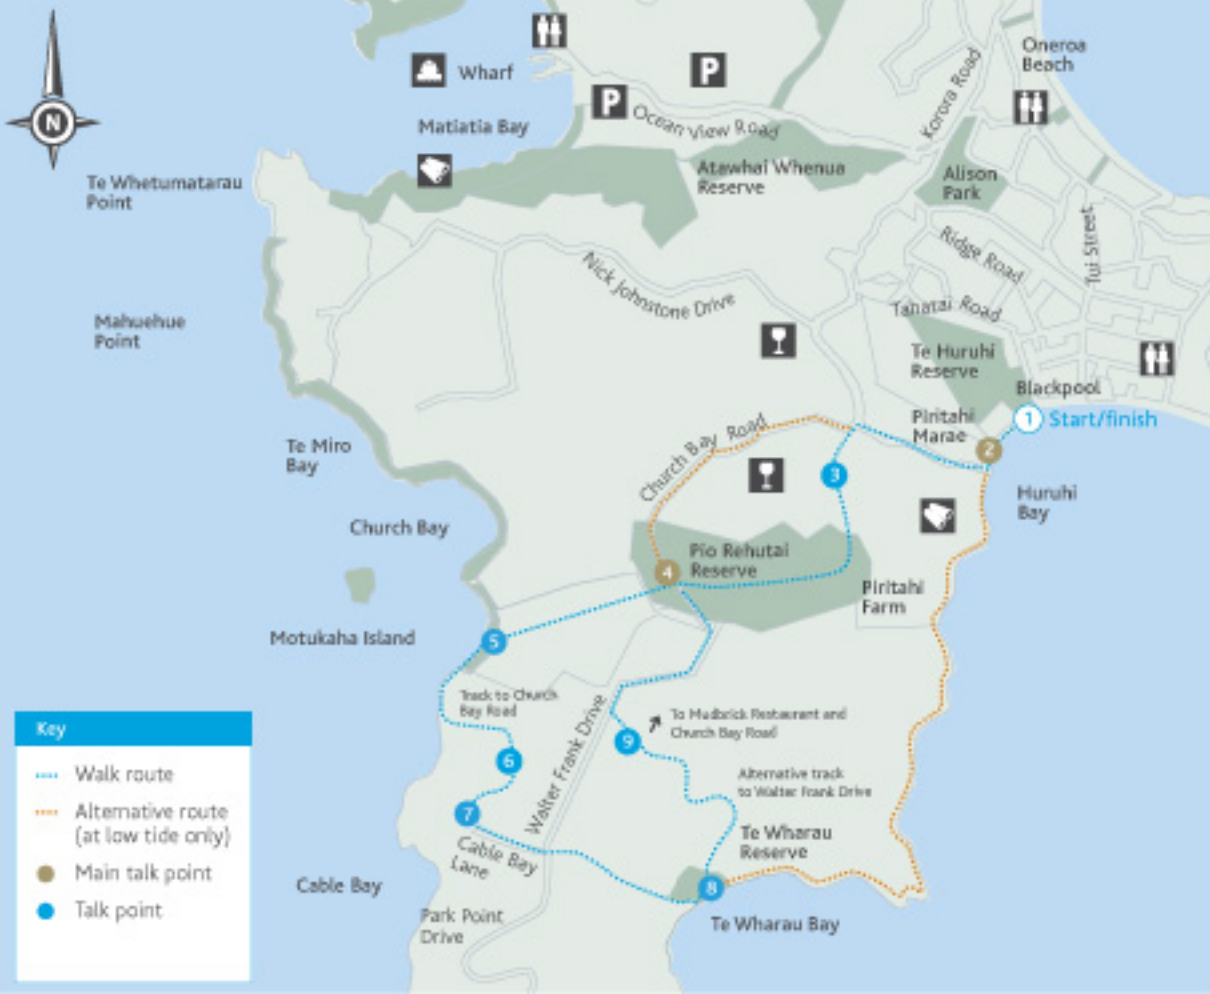 N
P
P
Wharf
Matiatia Bay
Ocean View Road
Korora Road
Oneroa
Beach
Te Whetumatarau
Point
Atawhai Whenua
Reserve
Alison
Park
Ridge Road
Tui Street
Nick Johnstone Drive
Tanatai Road
Mahuehue
Point
Te Huruhi
Reserve
Blackpool
1 Start/finish
Piritahi
Marae
2
Te Miro
Bay
Church Bay Road
3
Huruhi
Bay
Church Bay
Pio Rehutai
Reserve
4
Piritahi
Farm
Motukaha Island
5
Track to Church
Bay Road
Walter Frank Drive
To Mudbrick Restaurant and
Church Bay Road
9
6
Alternative track
to Walter Frank Drive
7
Cable Bay
Lane
Te Wharau
Reserve
8
Cable Bay
Park Point
Drive
Te Wharau Bay
Key
Walk route
Alternative route
(at low tide only)
Main talk point
Talk point